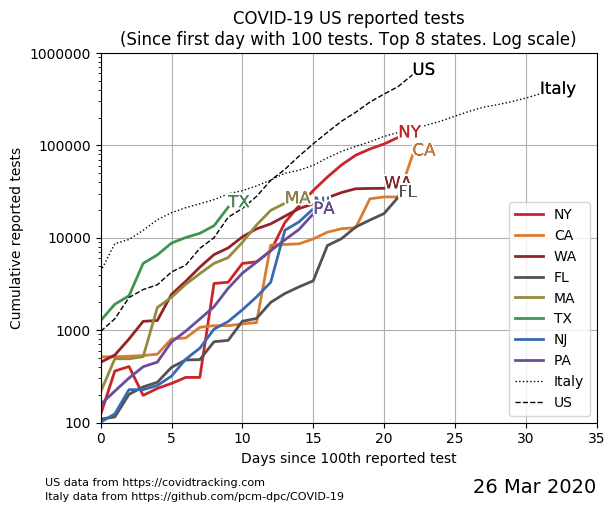 COVID-19 US reported tests
(Since first day with 100 tests. Top 8 states. Log scale)
1000000
100000
10000
1000
100
Cumulative reported tests
US
Italy
NY
CA
WA
FL
TX
MA
NJ
PA
NY
CA
WA
FL
MA
TX
NJ
PA
Italy
US
0 5 10 15 20 25 30 35
Days since 100th reported test
US data from https://covidtracking.com
Italy data from https://github.com/pcm-dpc/COVID-19
26 Mar 2020